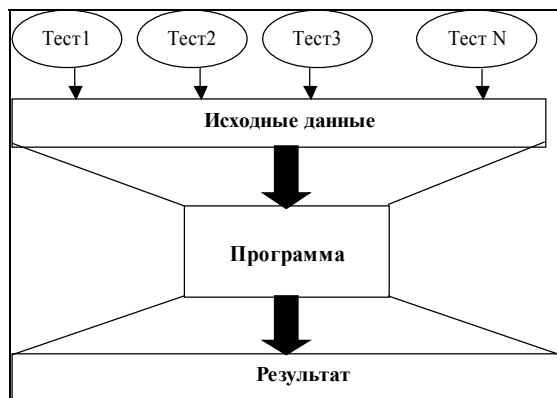 Тест1 Тест2 Тест3 Тест N
Исходные данные
Программа
Результат